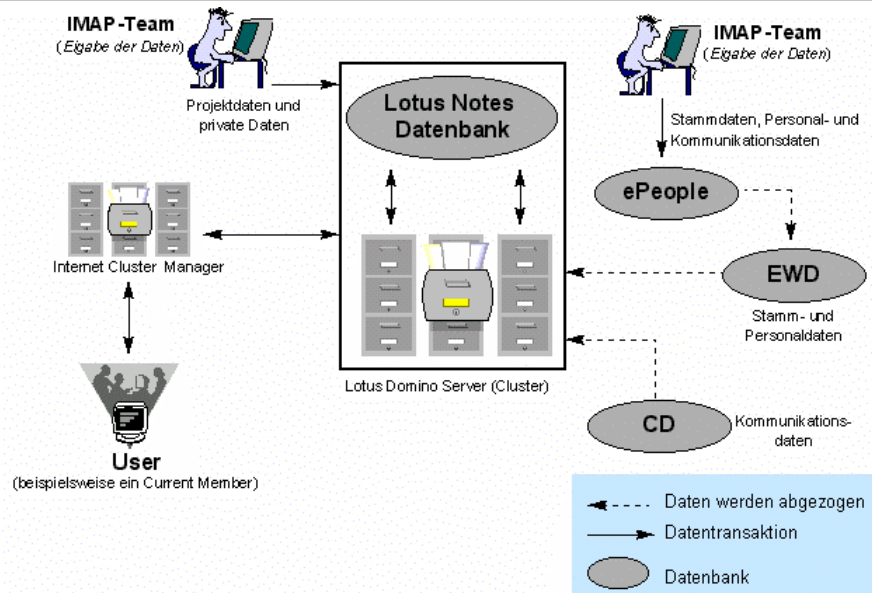 IMAP-Team
(Eigabe der Daten)
Projektdaten und
private Daten
Lotus Notes
Datenbank
IMAP-Team
(Eigabe der Daten)
Stammdaten, Personal- und
Kommunikationsdaten
ePeople
Internet Cluster Manager
EWD
Stamm- und
Personaldaten
Lotus Domino Server (Cluster)
CD
Kommunikations-
daten
User
(beispielsweise ein Current Member)
Daten werden abgezogen
Datentransaktion
Datenbank